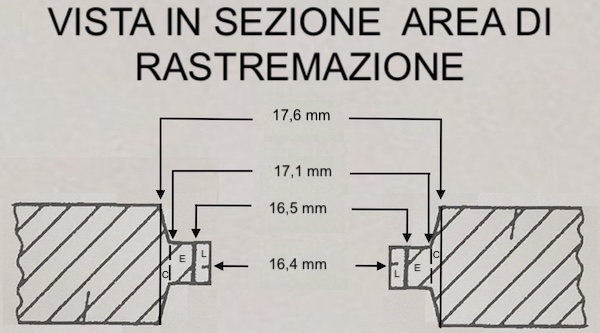 VISTA IN SEZIONE AREA DI
RASTREMAZIONE
17,6 mm
17,1 mm
16,5 mm
16,4 mm
C E L
L E C